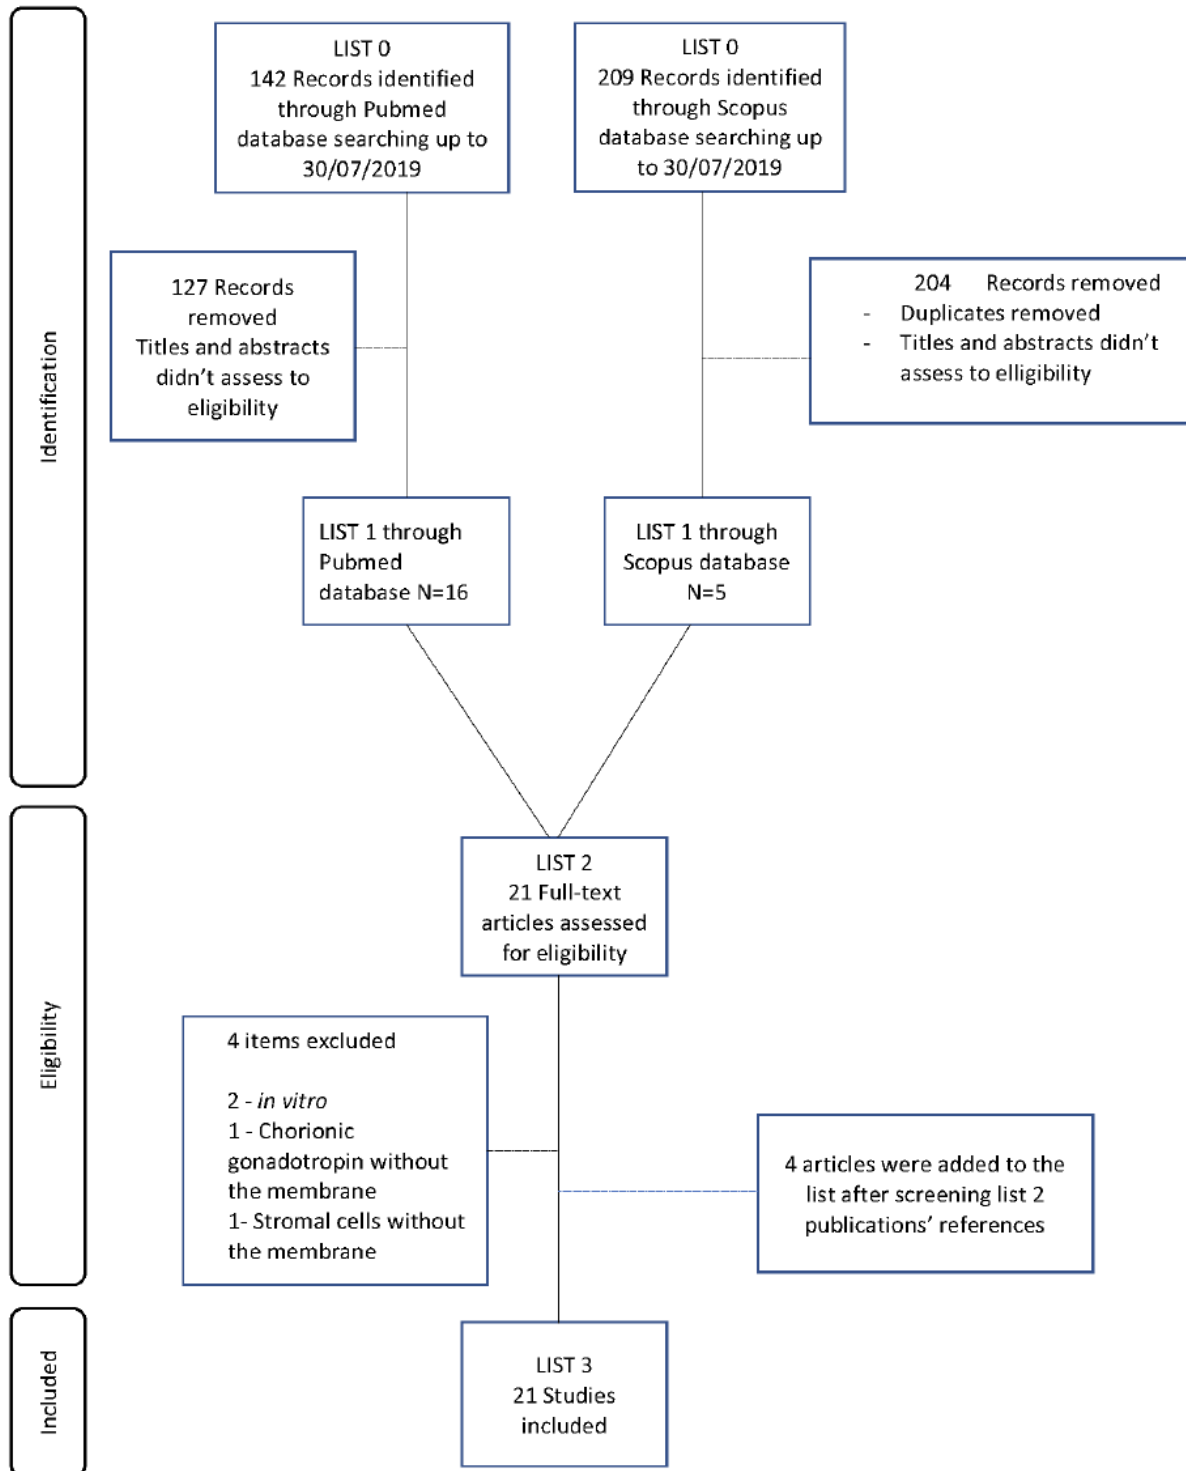 LIST 0
142 Records identified
through Pubmed
database searching up to
30/07/2019
LIST 0
209 Records identified
through Scopus
database searching up
to 30/07/2019
127 Records
removed
Titles and abstracts
didn't assess to
eligibility
204 Records removed
- Duplicates removed
- Titles and abstracts didn't
assess to elligibility
Identification
LIST 1 through
Pubmed
database N=16
LIST 1 through
Scopus database
N=5
LIST 2
21 Full-text
articles assessed
for eligibility
Eligibility
4 items excluded
2 - in vitro
1 - Chorionic
gonadotropin without
the membrane
1- Stromal cells without
the membrane
4 articles were added to the
list after screening list 2
publications' references
Included
LIST 3
21 Studies
included